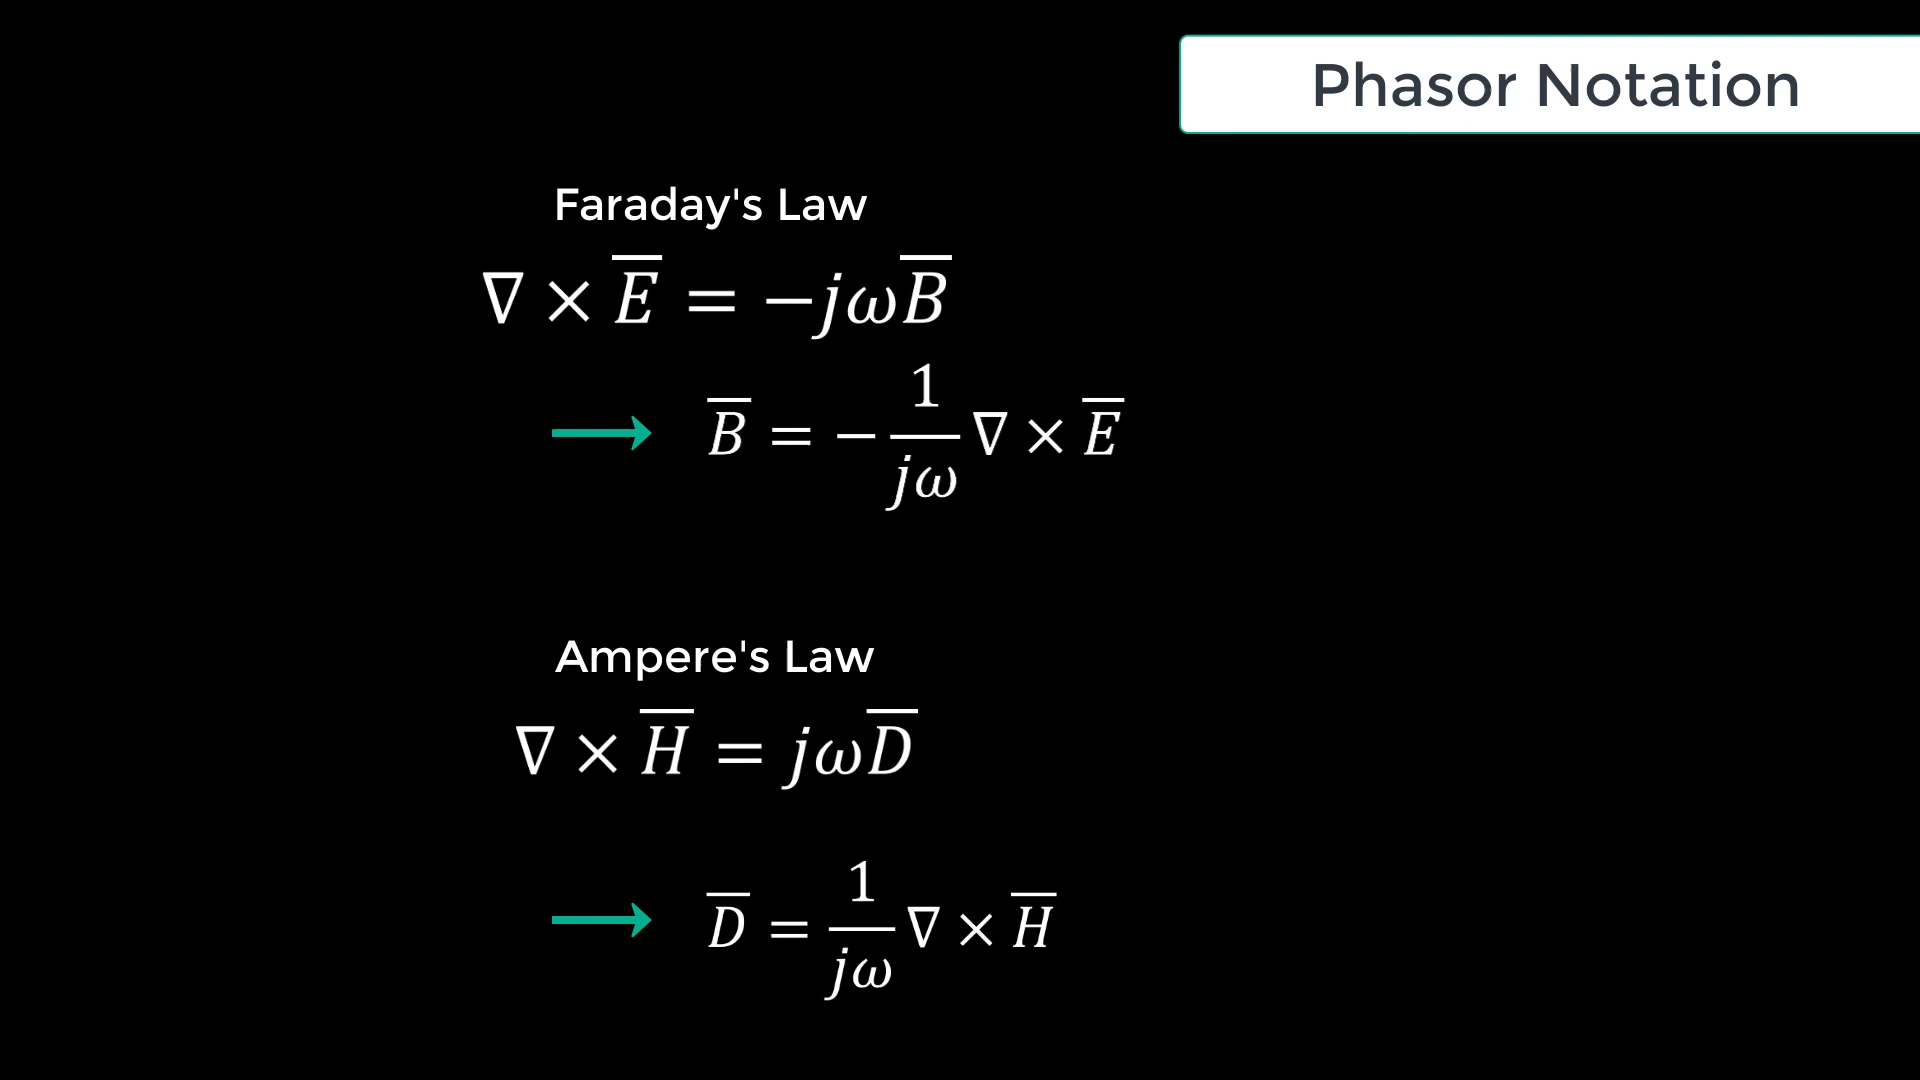 Phasor Notation
Faraday's Law
∇ × E̅ = −jωB̅
B̅ = − 1/jω ∇ × E̅
Ampere's Law
∇ × H̅ = jωD̅
D̅ = 1/jω ∇ × H̅